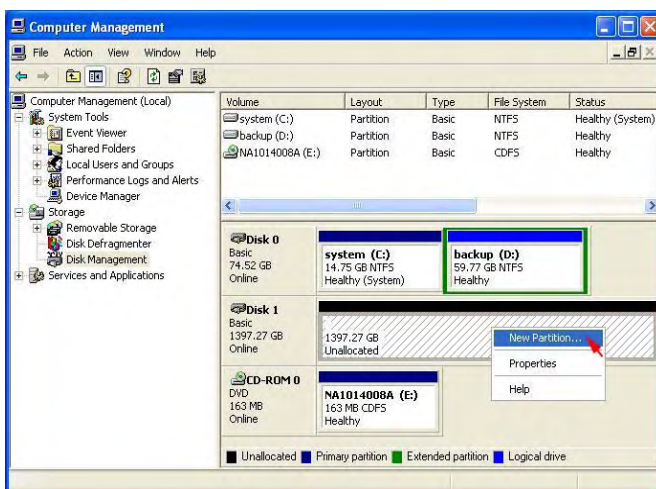 Computer Management
File Action View Window Help
Computer Management (Local)
System Tools
Event Viewer
Shared Folders
Local Users and Groups
Performance Logs and Alerts
Device Manager
Storage
Removable Storage
Disk Defragmenter
Disk Management
Services and Applications
Volume Layout Type File System Status
system (C:) Partition Basic NTFS Healthy (System)
backup (D:) Partition Basic NTFS Healthy
NA1014008A (E:) Partition Basic CDFS Healthy
Disk 0
Basic
74.52 GB
Online
system (C:)
14.75 GB NTFS
Healthy (System)
backup (D:)
59.77 GB NTFS
Healthy
Disk 1
Basic
1397.27 GB
Online
1397.27 GB
Unallocated
New Partition...
Properties
Help
CD-ROM 0
DVD
163 MB
Online
NA1014008A (E:)
163 MB CDFS
Healthy
Unallocated Primary partition Extended partition Logical drive